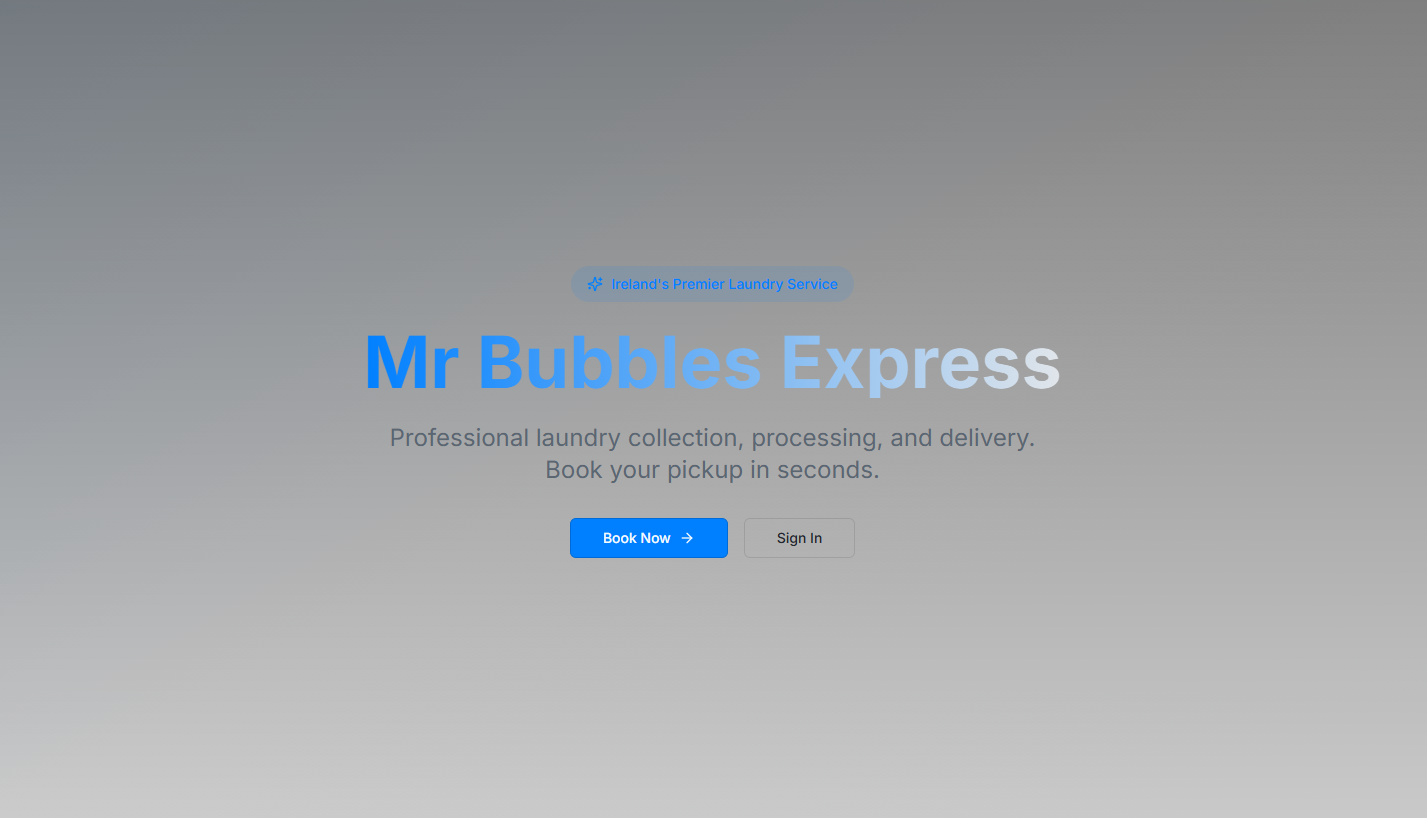 Ireland's Premier Laundry Service
Mr Bubbles Express
Professional laundry collection, processing, and delivery.
Book your pickup in seconds.
Book Now
Sign In